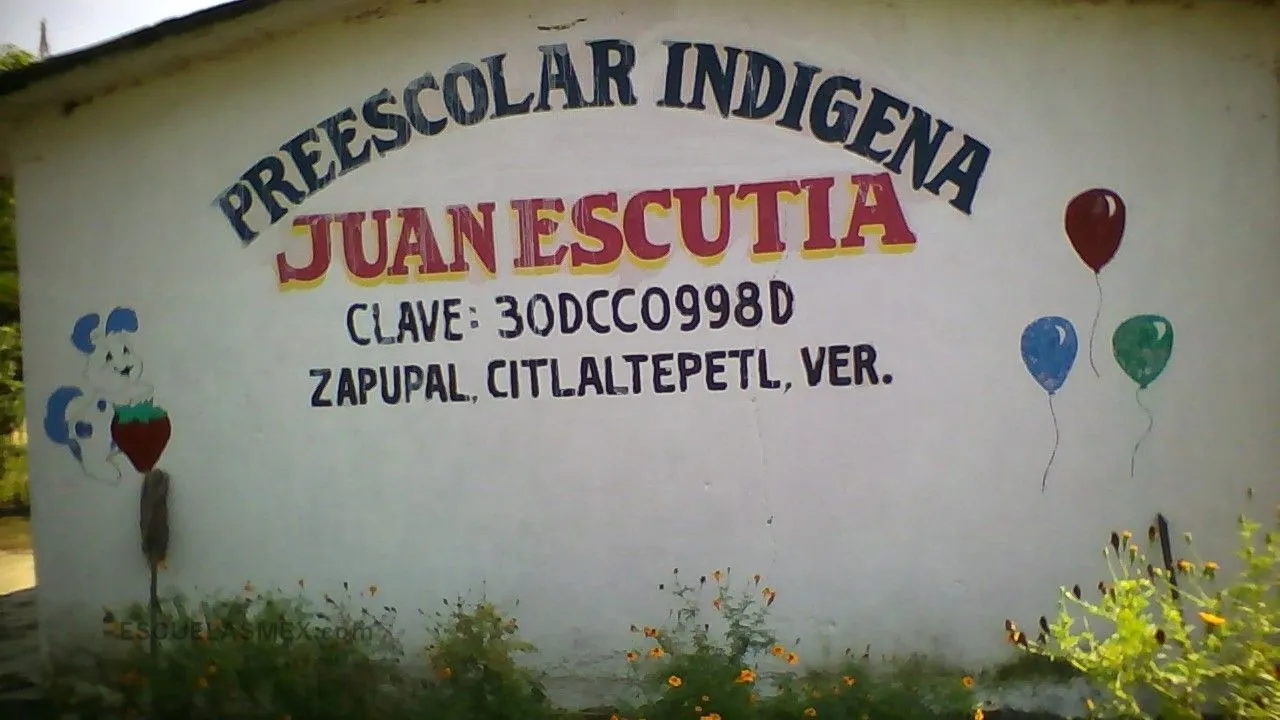 PREESCOLAR INDIGENA
JUAN ESCUTIA
CLAVE: 30DCC0998D
ZAPUPAL, CITLALTEPETL, VER.
ESCUELASMEX.com